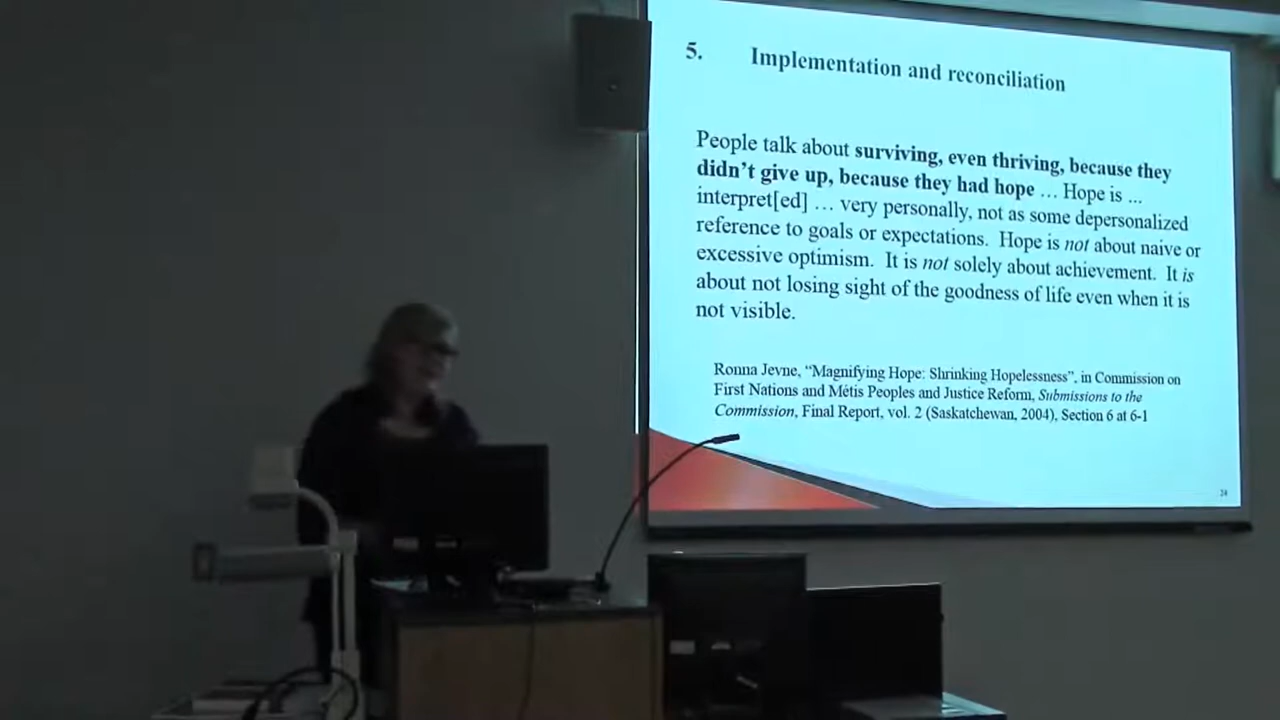 5. Implementation and reconciliation
People talk about surviving, even thriving, because they
didn't give up, because they had hope … Hope is ...
interpret[ed] … very personally, not as some depersonalized
reference to goals or expectations. Hope is not about naive or
excessive optimism. It is not solely about achievement. It is
about not losing sight of the goodness of life even when it is
not visible.
Ronna Jevne, “Magnifying Hope: Shrinking Hopelessness”, in Commission on
First Nations and Métis Peoples and Justice Reform, Submissions to the
Commission, Final Report, vol. 2 (Saskatchewan, 2004), Section 6 at 6-1